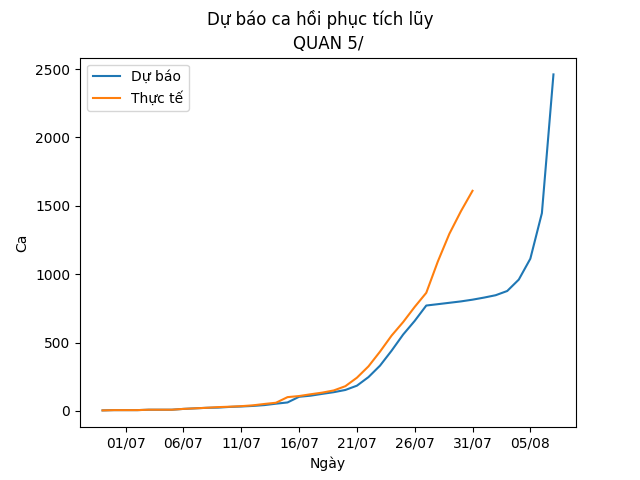 Dự báo ca hồi phục tích lũy
QUAN 5/
Dự báo
Thực tế
2500
2000
1500
1000
500
0
Ca
01/07 06/07 11/07 16/07 21/07 26/07 31/07 05/08
Ngày